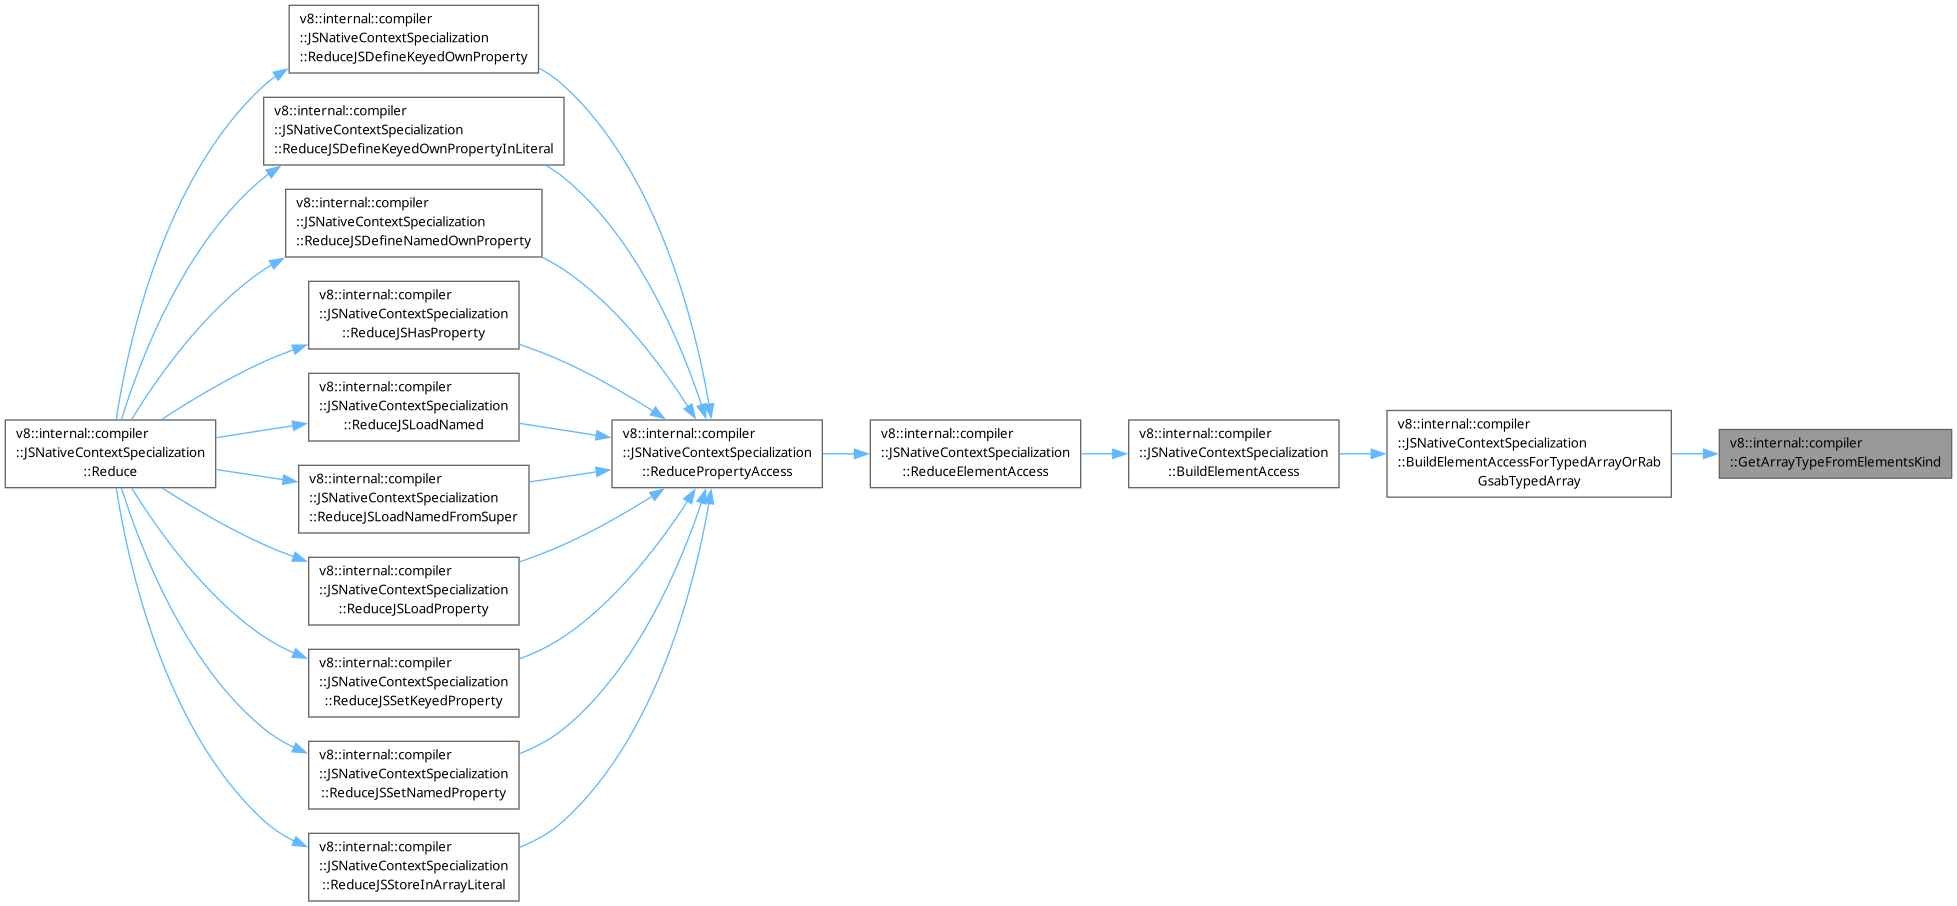 v8::internal::compiler
::JSNativeContextSpecialization
::ReduceJSDefineKeyedOwnProperty
v8::internal::compiler
::JSNativeContextSpecialization
::ReduceJSDefineKeyedOwnPropertyInLiteral
v8::internal::compiler
::JSNativeContextSpecialization
::ReduceJSDefineNamedOwnProperty
v8::internal::compiler
::JSNativeContextSpecialization
::ReduceJSHasProperty
v8::internal::compiler
::JSNativeContextSpecialization
::ReduceJSLoadNamed
v8::internal::compiler
::JSNativeContextSpecialization
::Reduce
v8::internal::compiler
::JSNativeContextSpecialization
::ReducePropertyAccess
v8::internal::compiler
::JSNativeContextSpecialization
::ReduceElementAccess
v8::internal::compiler
::JSNativeContextSpecialization
::BuildElementAccess
v8::internal::compiler
::JSNativeContextSpecialization
::BuildElementAccessForTypedArrayOrRab
GsabTypedArray
v8::internal::compiler
::GetArrayTypeFromElementsKind
v8::internal::compiler
::JSNativeContextSpecialization
::ReduceJSLoadNamedFromSuper
v8::internal::compiler
::JSNativeContextSpecialization
::ReduceJSLoadProperty
v8::internal::compiler
::JSNativeContextSpecialization
::ReduceJSSetKeyedProperty
v8::internal::compiler
::JSNativeContextSpecialization
::ReduceJSSetNamedProperty
v8::internal::compiler
::JSNativeContextSpecialization
::ReduceJSStoreInArrayLiteral